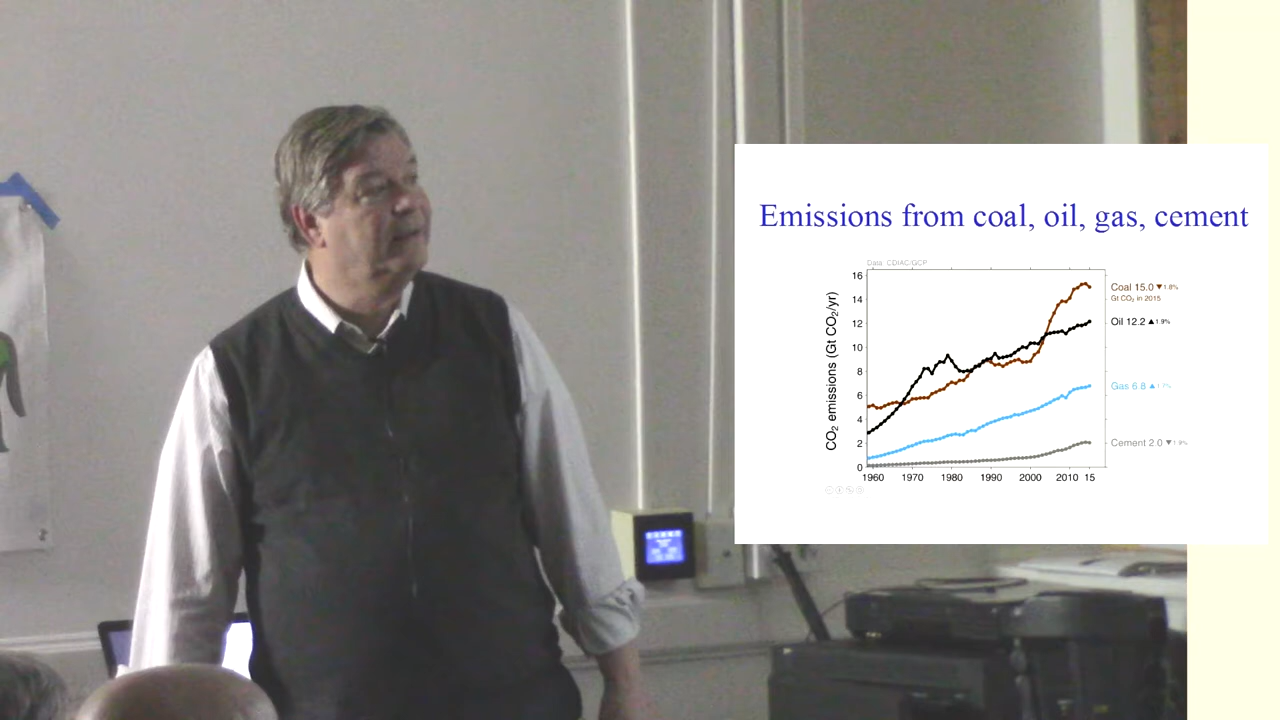 Emissions from coal, oil, gas, cement
Data: CDIAC/GCP
CO2 emissions (Gt CO2/yr)
16
14
12
10
8
6
4
2
0
1960 1970 1980 1990 2000 2010 15
Coal 15.0 ▼1.8%
Gt CO2 in 2015
Oil 12.2 ▲1.9%
Gas 6.8 ▲1.7%
Cement 2.0 ▼1.9%